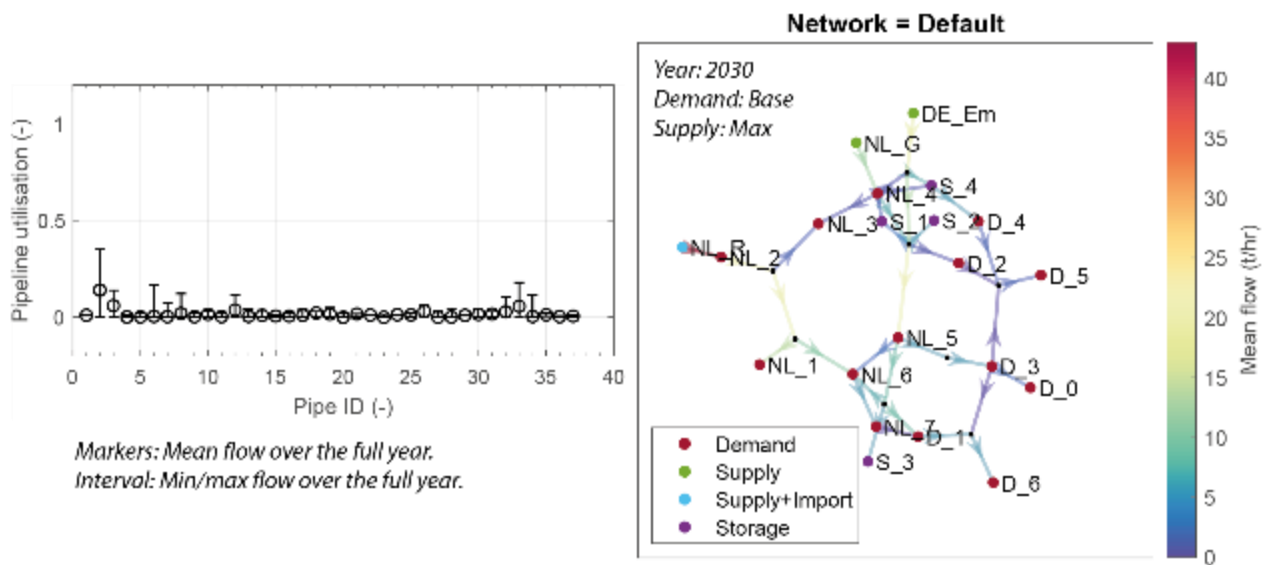 Network = Default
Year: 2030
Demand: Base
Supply: Max
Pipeline utilisation (-)
1
0.5
0
0
5
10
15
20
25
30
35
40
Pipe ID (-)
Markers: Mean flow over the full year.
Interval: Min/max flow over the full year.
DE_Em
NL_G
NL_4
S_4
NL_3
S_1
S_2
D_4
NL_R
NL_2
D_2
D_5
NL_5
NL_1
NL_6
D_3
D_0
NL_7
D_1
S_3
D_6
Demand
Supply
Supply+Import
Storage
40
35
30
25
20
15
10
5
0
Mean flow (t/hr)